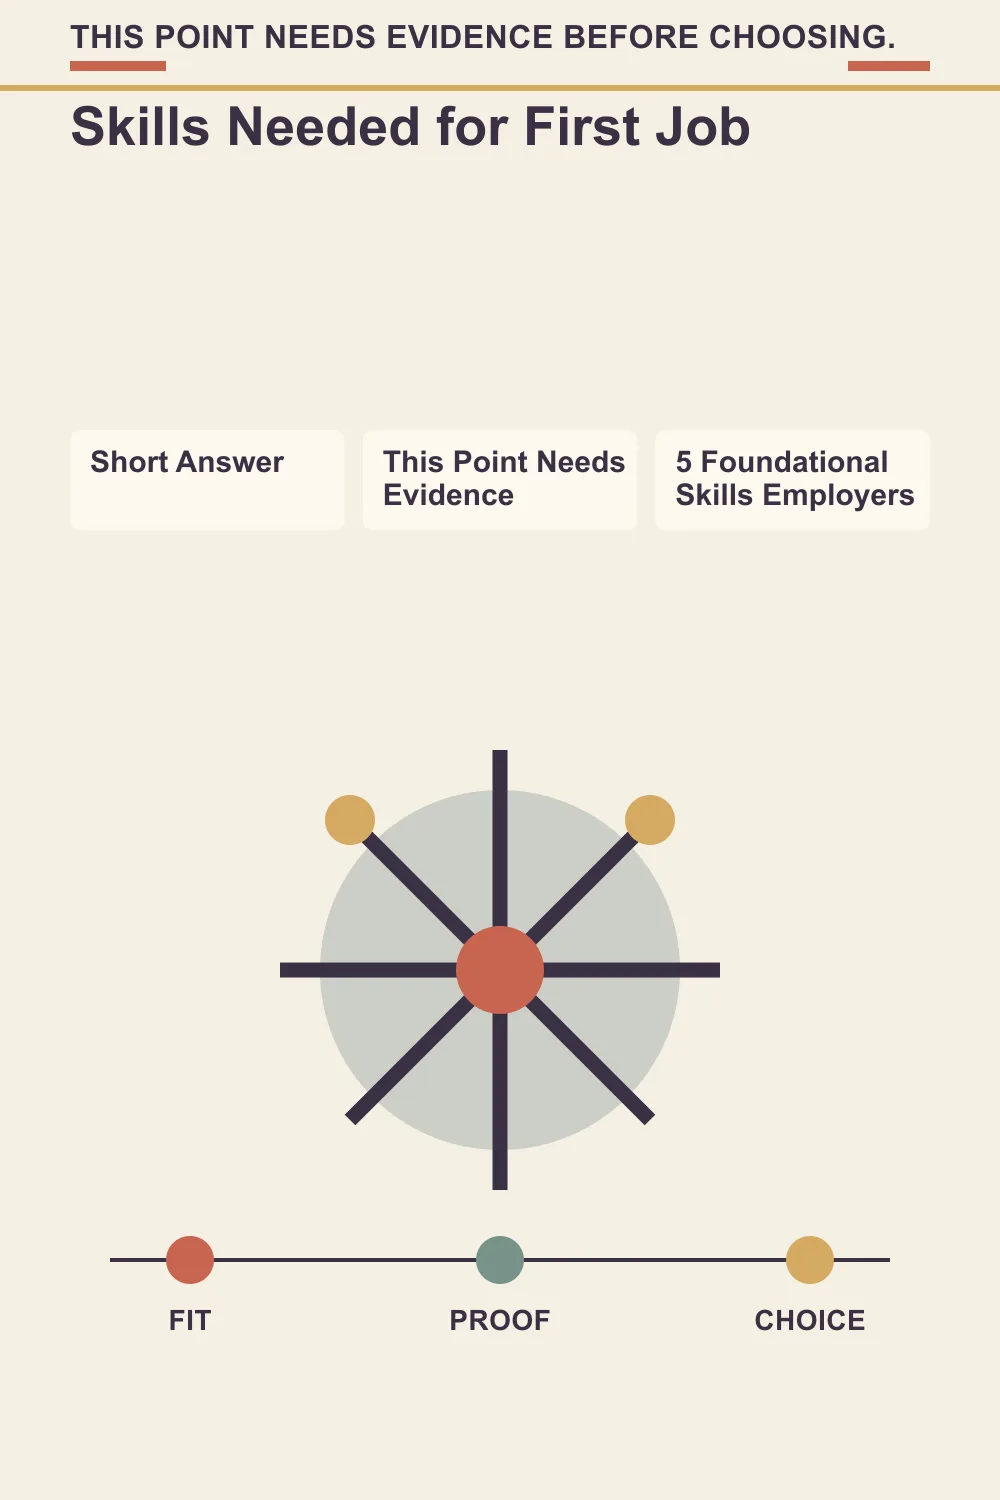 THIS POINT NEEDS EVIDENCE BEFORE CHOOSING.
Skills Needed for First Job
Short Answer
This Point Needs
Evidence
5 Foundational
Skills Employers
FIT
PROOF
CHOICE